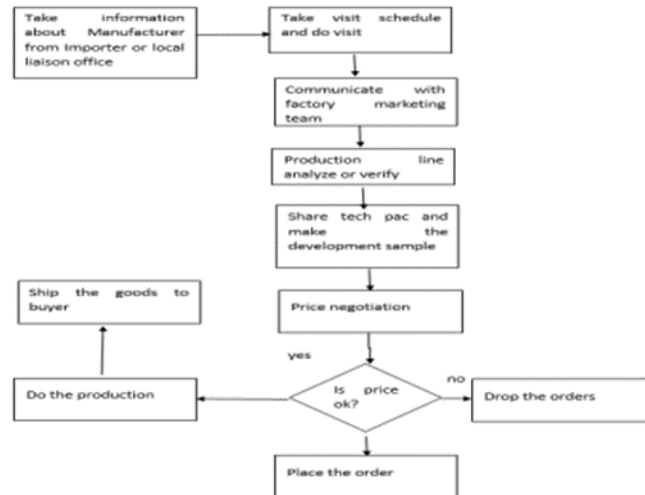 Take information
about Manufacturer
from Importer or local
liaison office
Take visit schedule
and do visit
Communicate with
factory marketing
team
Production line
analyze or verify
Share tech pac and
make the
development sample
Price negotiation
Is price
ok?
yes
no
Drop the orders
Do the production
Ship the goods to
buyer
Place the order